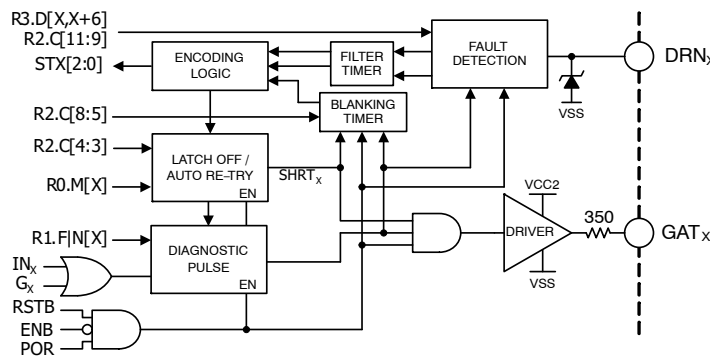 R3.D[X,X+6]
R2.C[11:9]
STX[2:0]
ENCODING
LOGIC
FILTER
TIMER
FAULT
DETECTION
DRNX
VSS
R2.C[8:5]
BLANKING
TIMER
R2.C[4:3]
R0.M[X]
LATCH OFF /
AUTO RE-TRY
EN
SHRTX
R1.F|N[X]
DIAGNOSTIC
PULSE
EN
INX
GX
RSTB
ENB
POR
VCC2
DRIVER
VSS
350
GATX